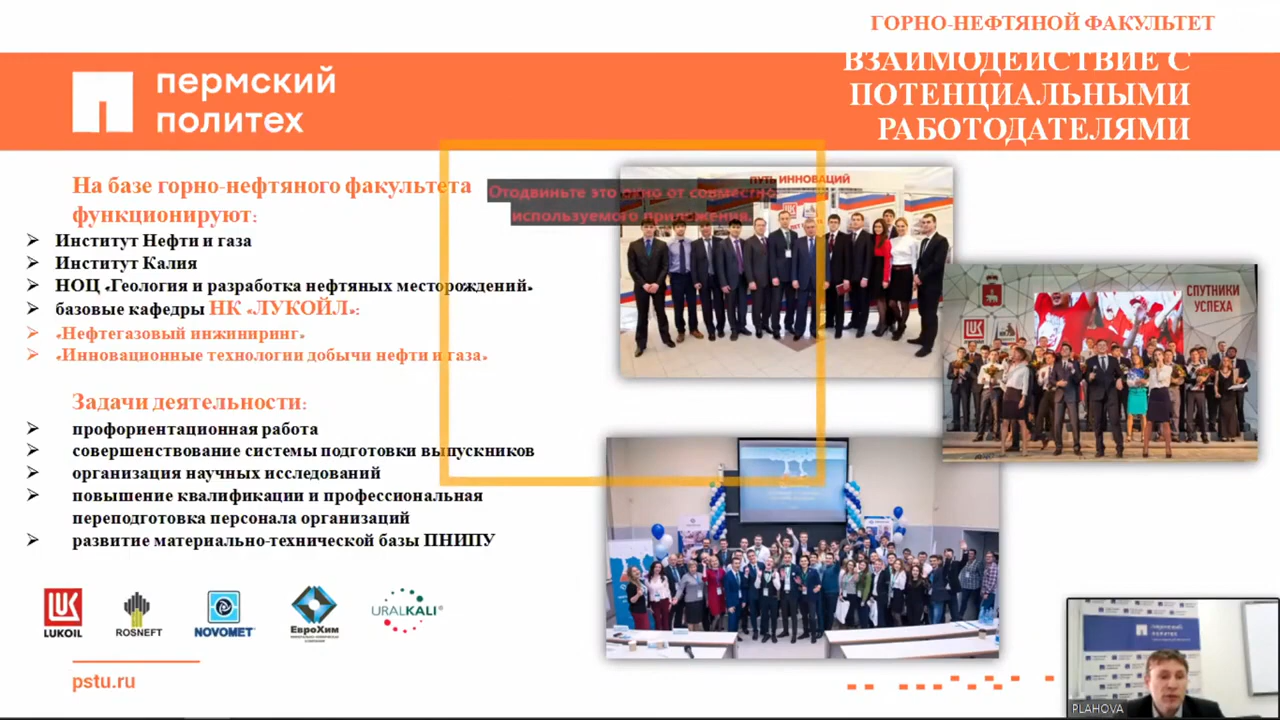 ГОРНО-НЕФТЯНОЙ ФАКУЛЬТЕТ
пермский
политех
ВЗАИМОДЕЙСТВИЕ С
ПОТЕНЦИАЛЬНЫМИ
РАБОТОДАТЕЛЯМИ
На базе горно-нефтяного факультета
функционируют:
Институт Нефти и газа
Институт Калия
НОЦ «Геология и разработка нефтяных месторождений»
базовые кафедры НК «ЛУКОЙЛ»:
«Нефтегазовый инжиниринг»
«Инновационные технологии добычи нефти и газа»
Отодвиньте это окно от совместно
используемого приложения.
ПУТЬ ИННОВАЦИЙ
СПУТНИКИ
УСПЕХА
Задачи деятельности:
профориентационная работа
совершенствование системы подготовки выпускников
организация научных исследований
повышение квалификации и профессиональная
переподготовка персонала организаций
развитие материально-технической базы ПНИПУ
LUKOIL
ROSNEFT
NOVOMET
ЕвроХим
URALKALI
pstu.ru
PLAHOVA